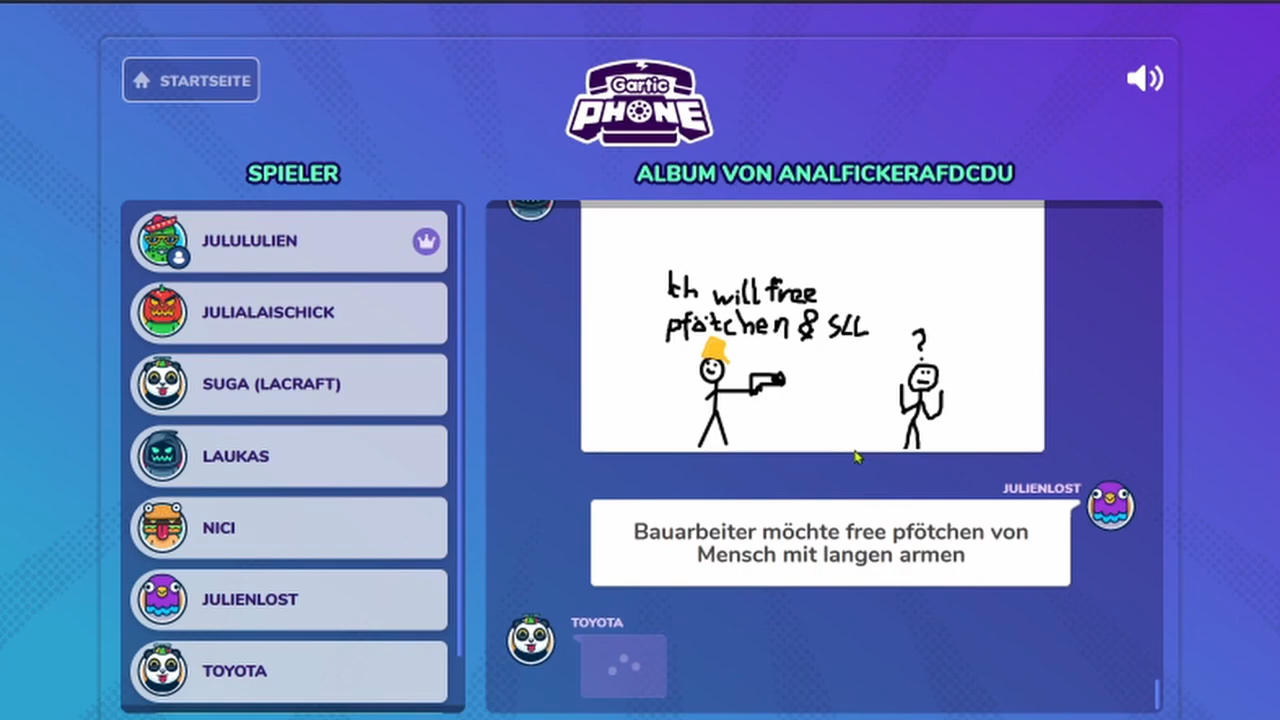 STARTSEITE
Gartic
PHONE
SPIELER
ALBUM VON ANALFICKERAFDCDU
JULULULIEN
JULIALAISCHICK
SUGA (LACRAFT)
LAUKAS
NICI
JULIENLOST
TOYOTA
Ich will free
pfötchen & SLL
?
JULIENLOST
Bauarbeiter möchte free pfötchen von
Mensch mit langen armen
TOYOTA